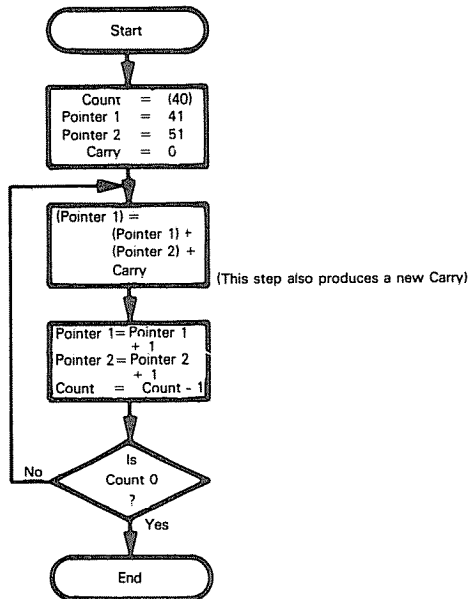 Start
Count = (40)
Pointer 1 = 41
Pointer 2 = 51
Carry = 0
(Pointer 1) =
(Pointer 1) +
(Pointer 2) +
Carry
(This step also produces a new Carry)
Pointer 1 = Pointer 1
+ 1
Pointer 2 = Pointer 2
+ 1
Count = Count - 1
Is
Count 0
?
No
Yes
End